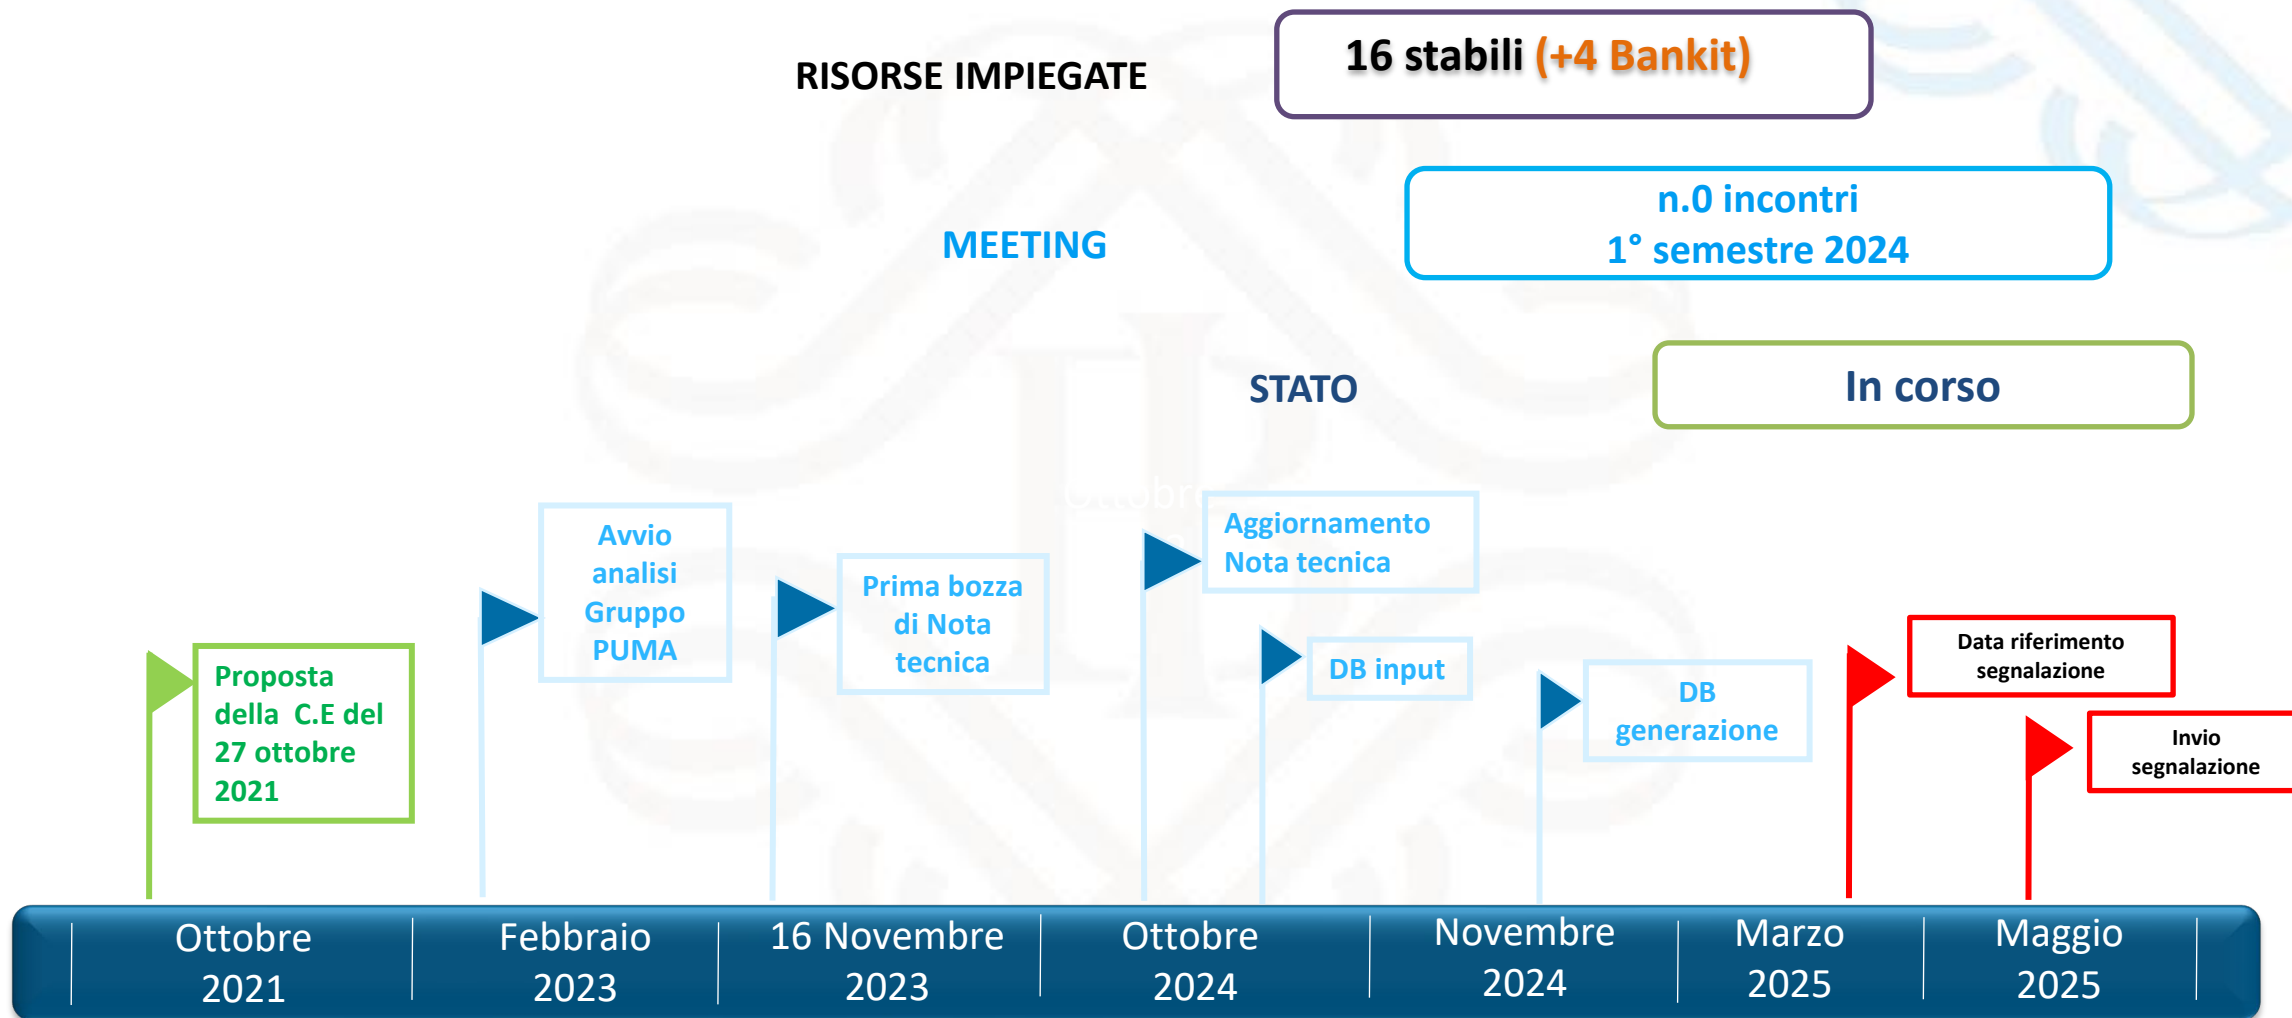 RISORSE IMPIEGATE
16 stabili (+4 Bankit)
MEETING
n.0 incontri
1° semestre 2024
STATO
In corso
Proposta
della C.E del
27 ottobre
2021
Avvio
analisi
Gruppo
PUMA
Prima bozza
di Nota
tecnica
Ottobre
Aggiornamento
Nota tecnica
DB input
DB
generazione
Data riferimento
segnalazione
Invio
segnalazione
Ottobre
2021
Febbraio
2023
16 Novembre
2023
Ottobre
2024
Novembre
2024
Marzo
2025
Maggio
2025